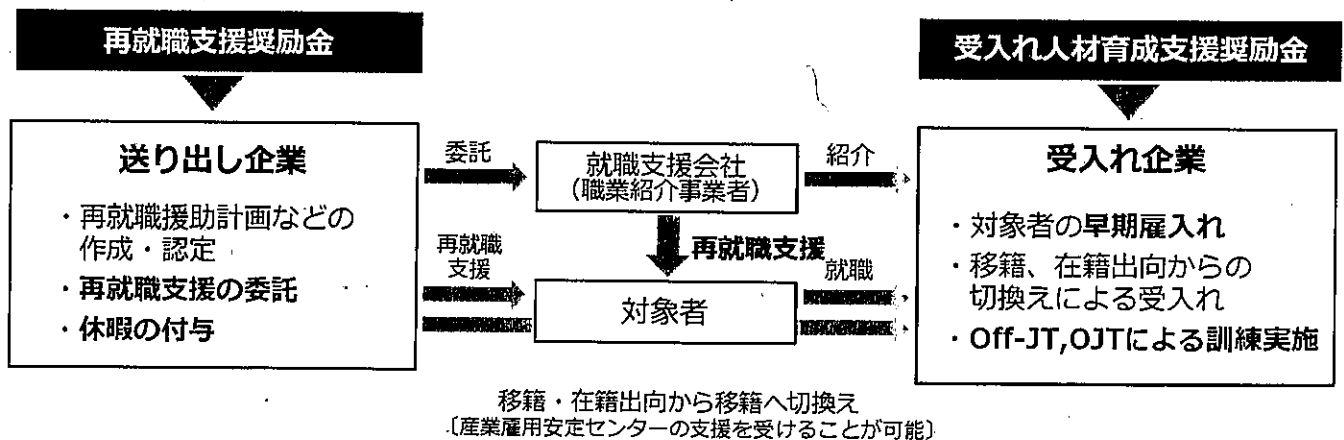 再就職支援奨励金
受入れ人材育成支援奨励金
送り出し企業
・再就職援助計画などの
作成・認定
・再就職支援の委託
・休暇の付与
委託
就職支援会社
(職業紹介事業者)
紹介
再就職支援
再就職
支援
対象者
就職
受入れ企業
・対象者の早期雇入れ
・移籍、在籍出向からの
切換えによる受入れ
・Off-JT,OJTによる訓練実施
移籍・在籍出向から移籍へ切換え
〔産業雇用安定センターの支援を受けることが可能〕